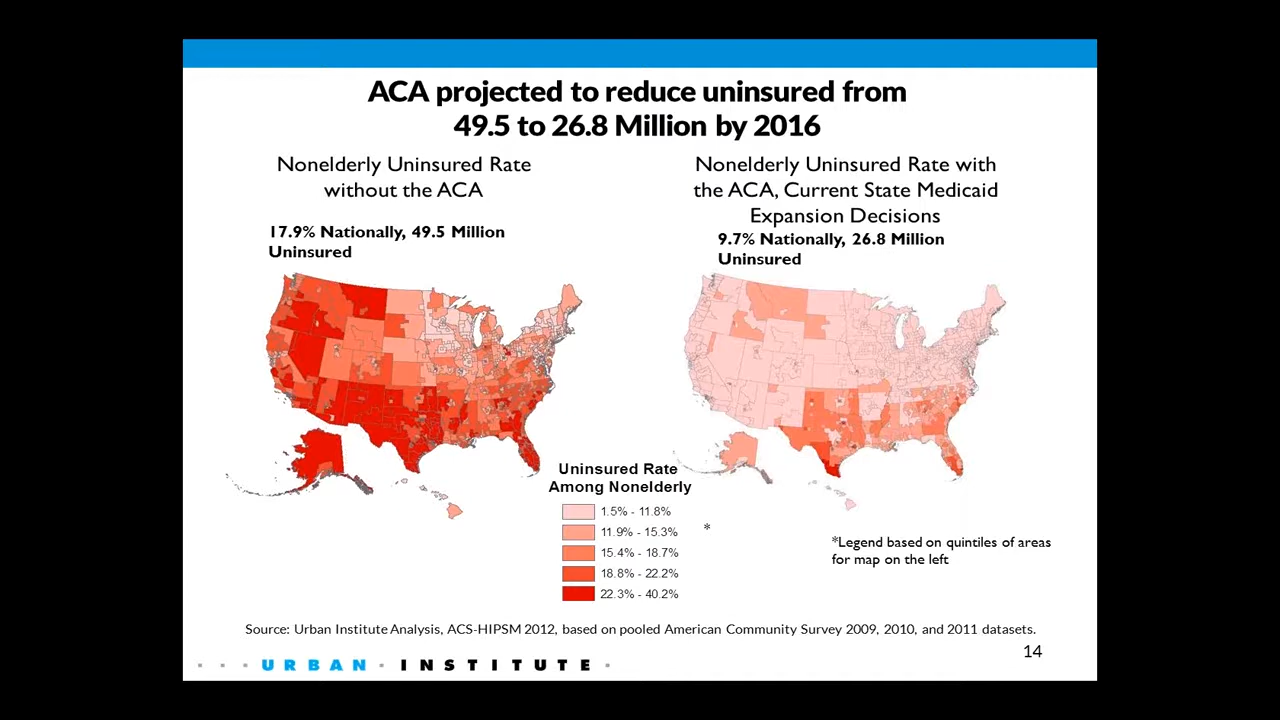 ACA projected to reduce uninsured from
49.5 to 26.8 Million by 2016
Nonelderly Uninsured Rate
without the ACA
17.9% Nationally, 49.5 Million
Uninsured
Nonelderly Uninsured Rate with
the ACA, Current State Medicaid
Expansion Decisions
9.7% Nationally, 26.8 Million
Uninsured
Uninsured Rate
Among Nonelderly
1.5% - 11.8%
11.9% - 15.3% *
15.4% - 18.7%
18.8% - 22.2%
22.3% - 40.2%
*Legend based on quintiles of areas
for map on the left
Source: Urban Institute Analysis, ACS-HIPSM 2012, based on pooled American Community Survey 2009, 2010, and 2011 datasets.
14
URBAN INSTITUTE